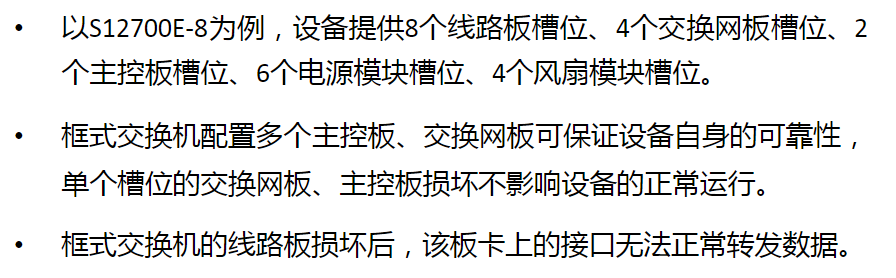 • 以S12700E-8为例，设备提供8个线路板槽位、4个交换网板槽位、2
个主控板槽位、6个电源模块槽位、4个风扇模块槽位。
• 框式交换机配置多个主控板、交换网板可保证设备自身的可靠性，
单个槽位的交换网板、主控板损坏不影响设备的正常运行。
• 框式交换机的线路板损坏后，该板卡上的接口无法正常转发数据。